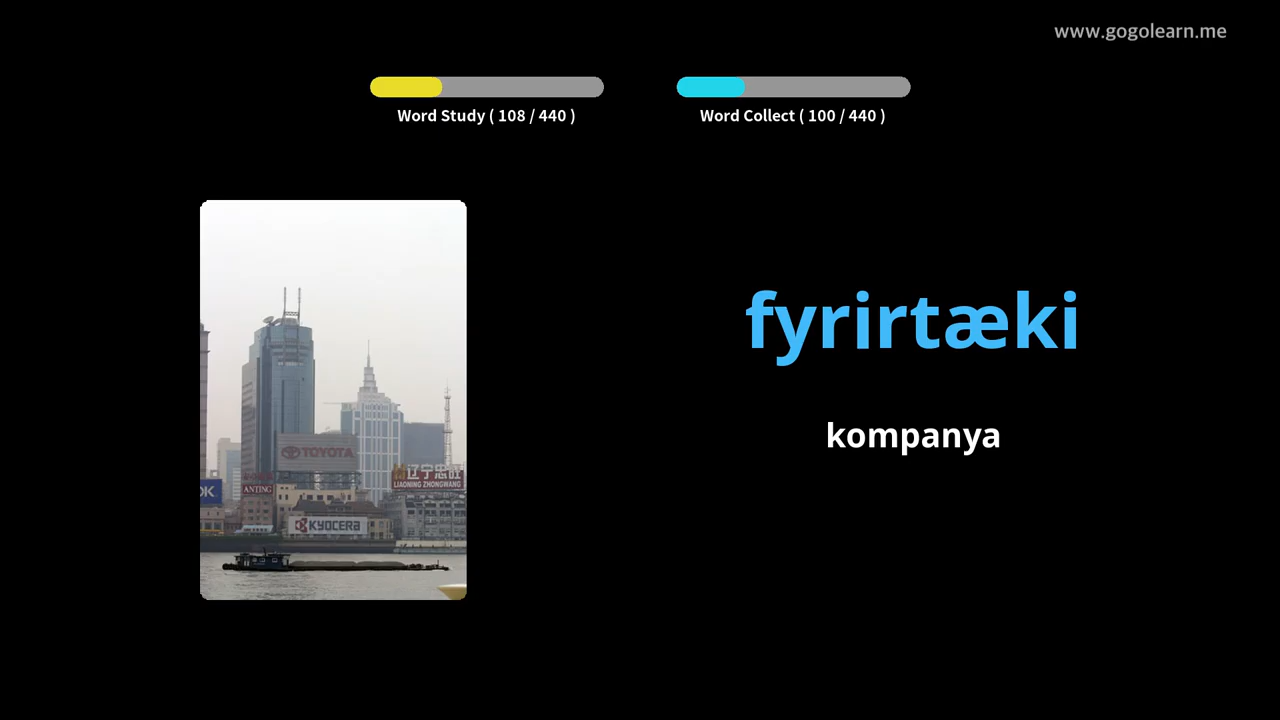 www.gogolearn.me
Word Study ( 108 / 440 )
Word Collect ( 100 / 440 )
fyrirtæki
kompanya
TOYOTA
辽宁忠旺
LIAONING ZHONGWANG
OK
ANTING
KYOCERA